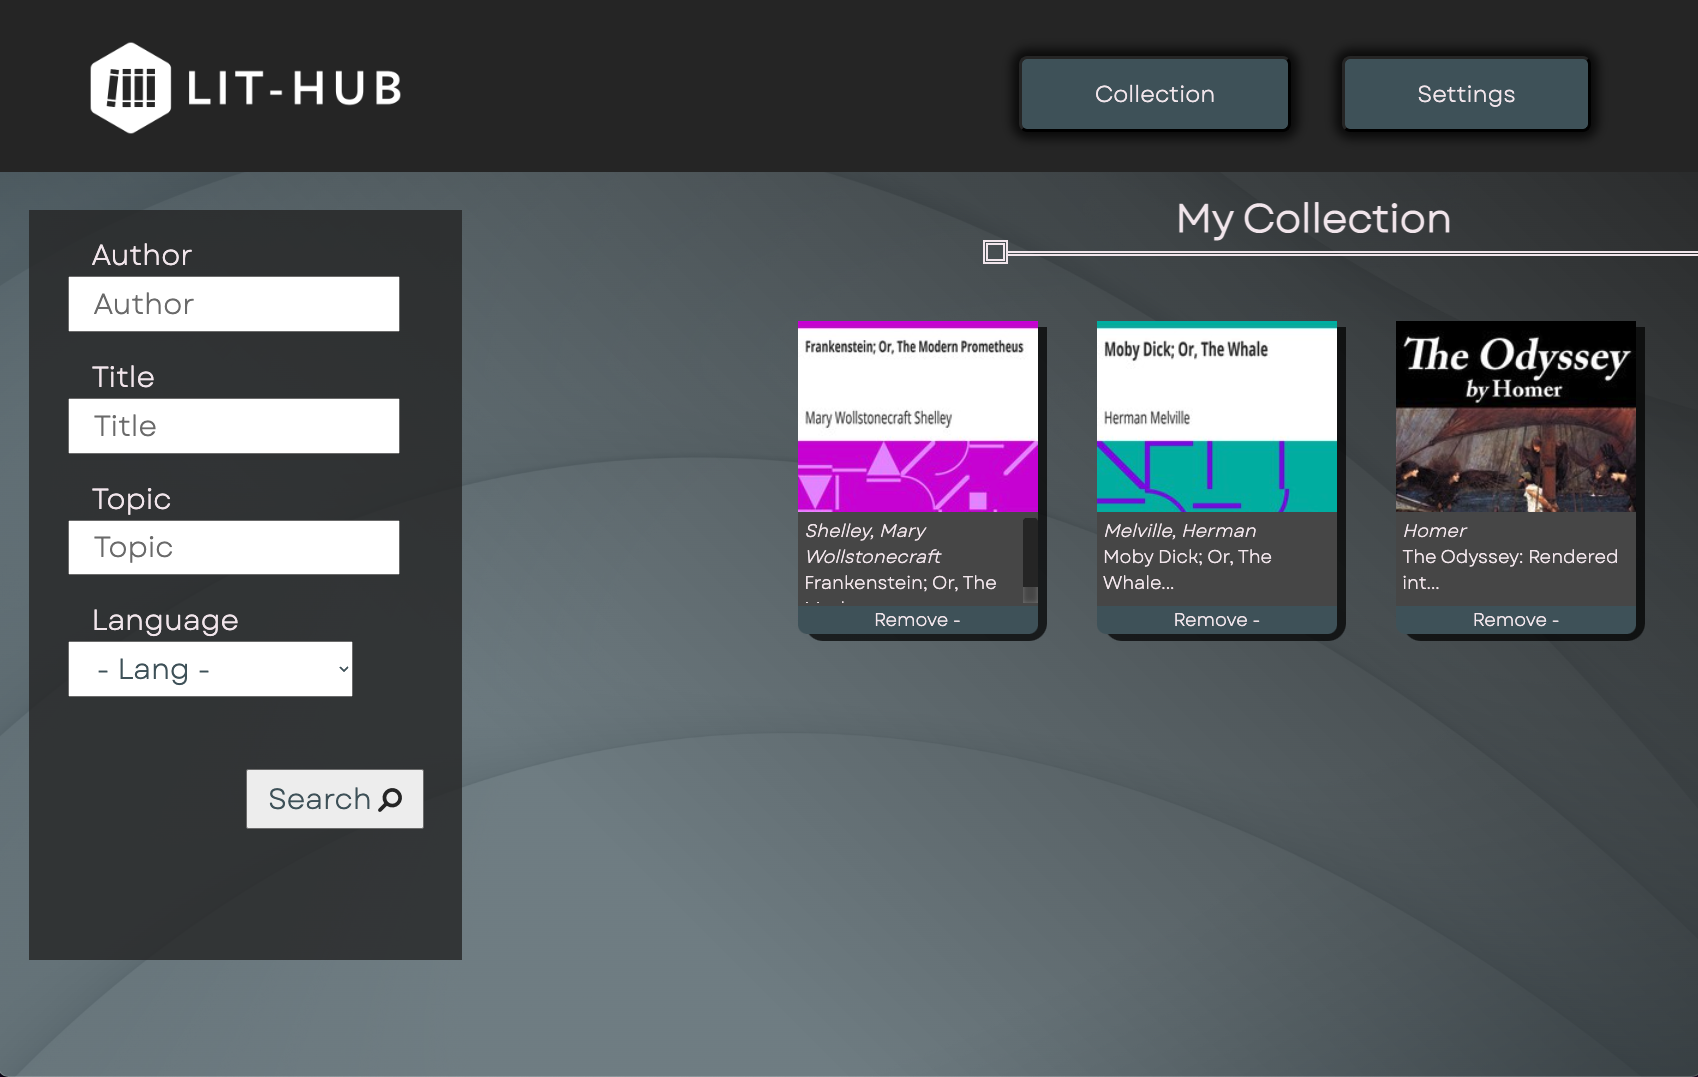 LIT-HUB
Collection
Settings
Author
Author
Title
Title
Topic
Topic
Language
- Lang -
Search
My Collection
Frankenstein; Or, The Modern Prometheus
Mary Wollstonecraft Shelley
Shelley, Mary
Wollstonecraft
Frankenstein; Or, The
Remove -
Moby Dick; Or, The Whale
Herman Melville
Melville, Herman
Moby Dick; Or, The
Whale...
Remove -
The Odyssey
by Homer
Homer
The Odyssey: Rendered
int...
Remove -